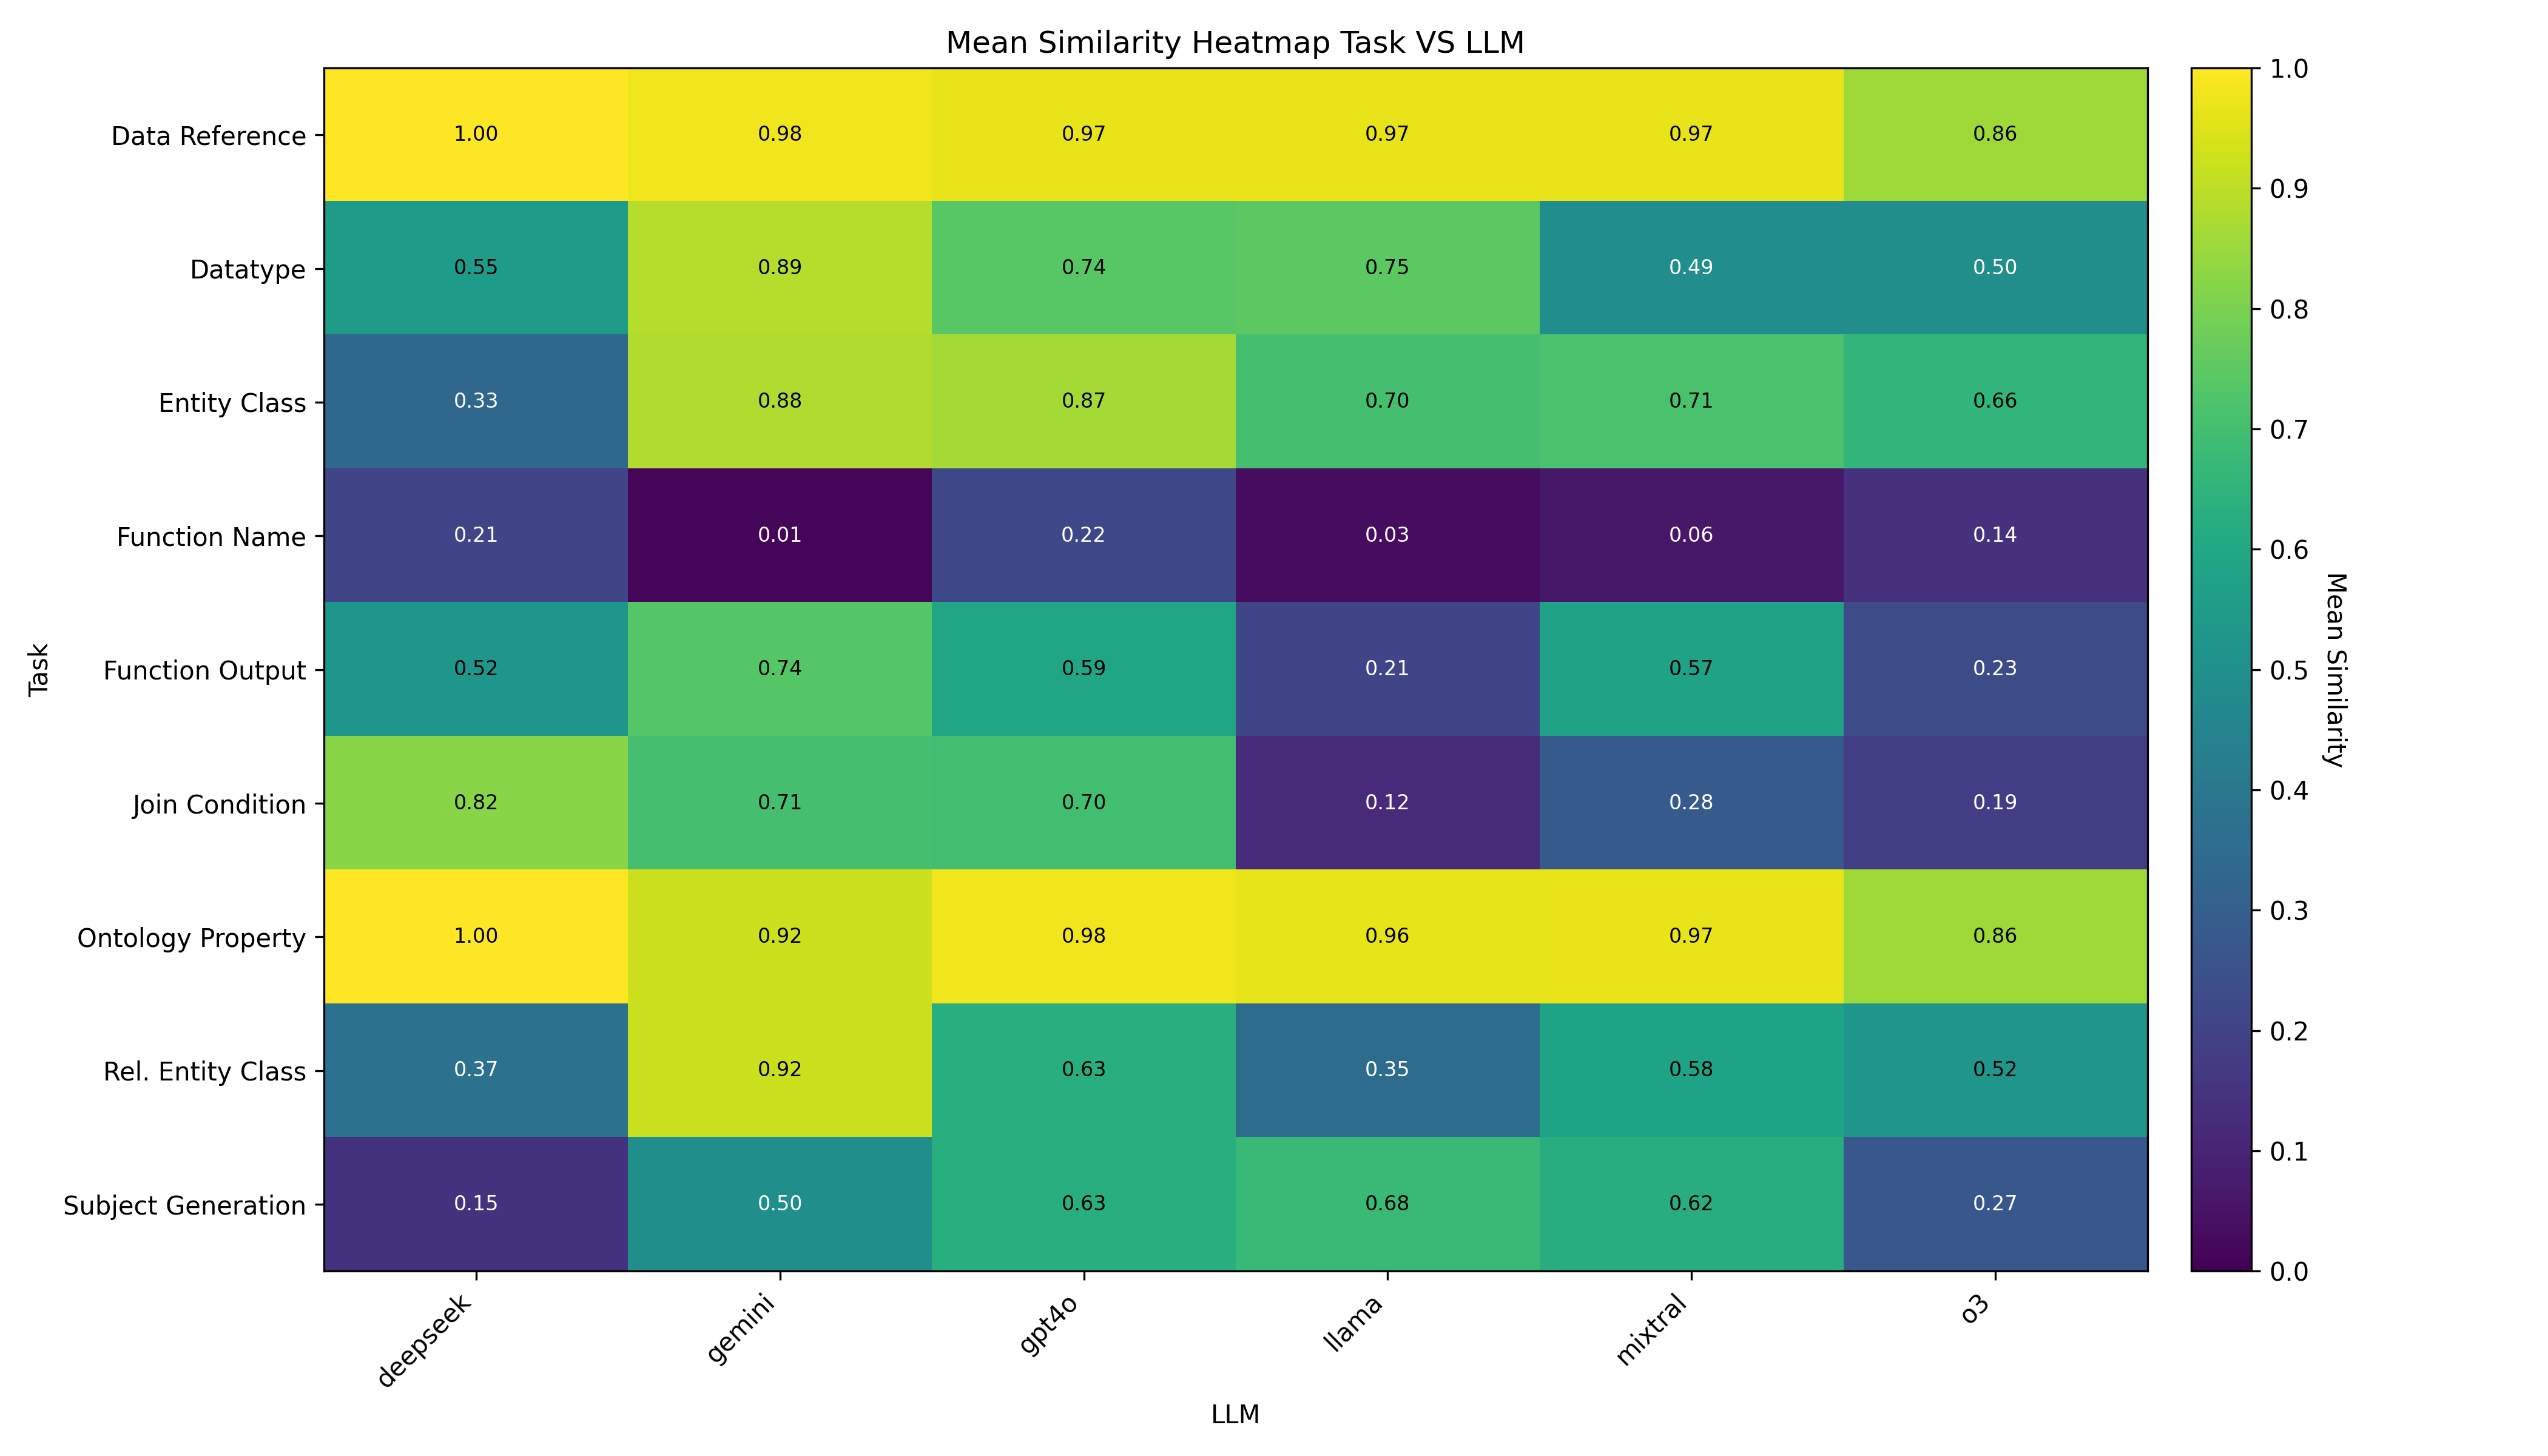 Mean Similarity Heatmap Task VS LLM
Data Reference 1.00 0.98 0.97 0.97 0.97 0.86
Datatype 0.55 0.89 0.74 0.75 0.49 0.50
Entity Class 0.33 0.88 0.87 0.70 0.71 0.66
Function Name 0.21 0.01 0.22 0.03 0.06 0.14
Function Output 0.52 0.74 0.59 0.21 0.57 0.23
Join Condition 0.82 0.71 0.70 0.12 0.28 0.19
Ontology Property 1.00 0.92 0.98 0.96 0.97 0.86
Rel. Entity Class 0.37 0.92 0.63 0.35 0.58 0.52
Subject Generation 0.15 0.50 0.63 0.68 0.62 0.27
deepseek gemini gpt4o llama mixtral o3
LLM
Task
1.0
0.9
0.8
0.7
0.6
0.5
0.4
0.3
0.2
0.1
0.0
Mean Similarity